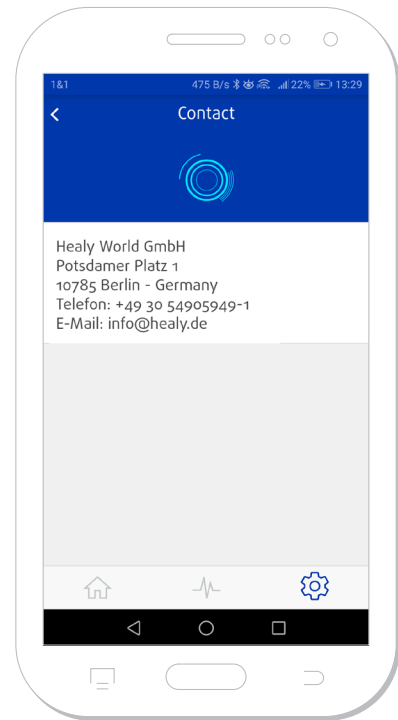 1&1 475 B/s 22% 13:29
Contact
Healy World GmbH
Potsdamer Platz 1
10785 Berlin - Germany
Telefon: +49 30 54905949-1
E-Mail: info@healy.de